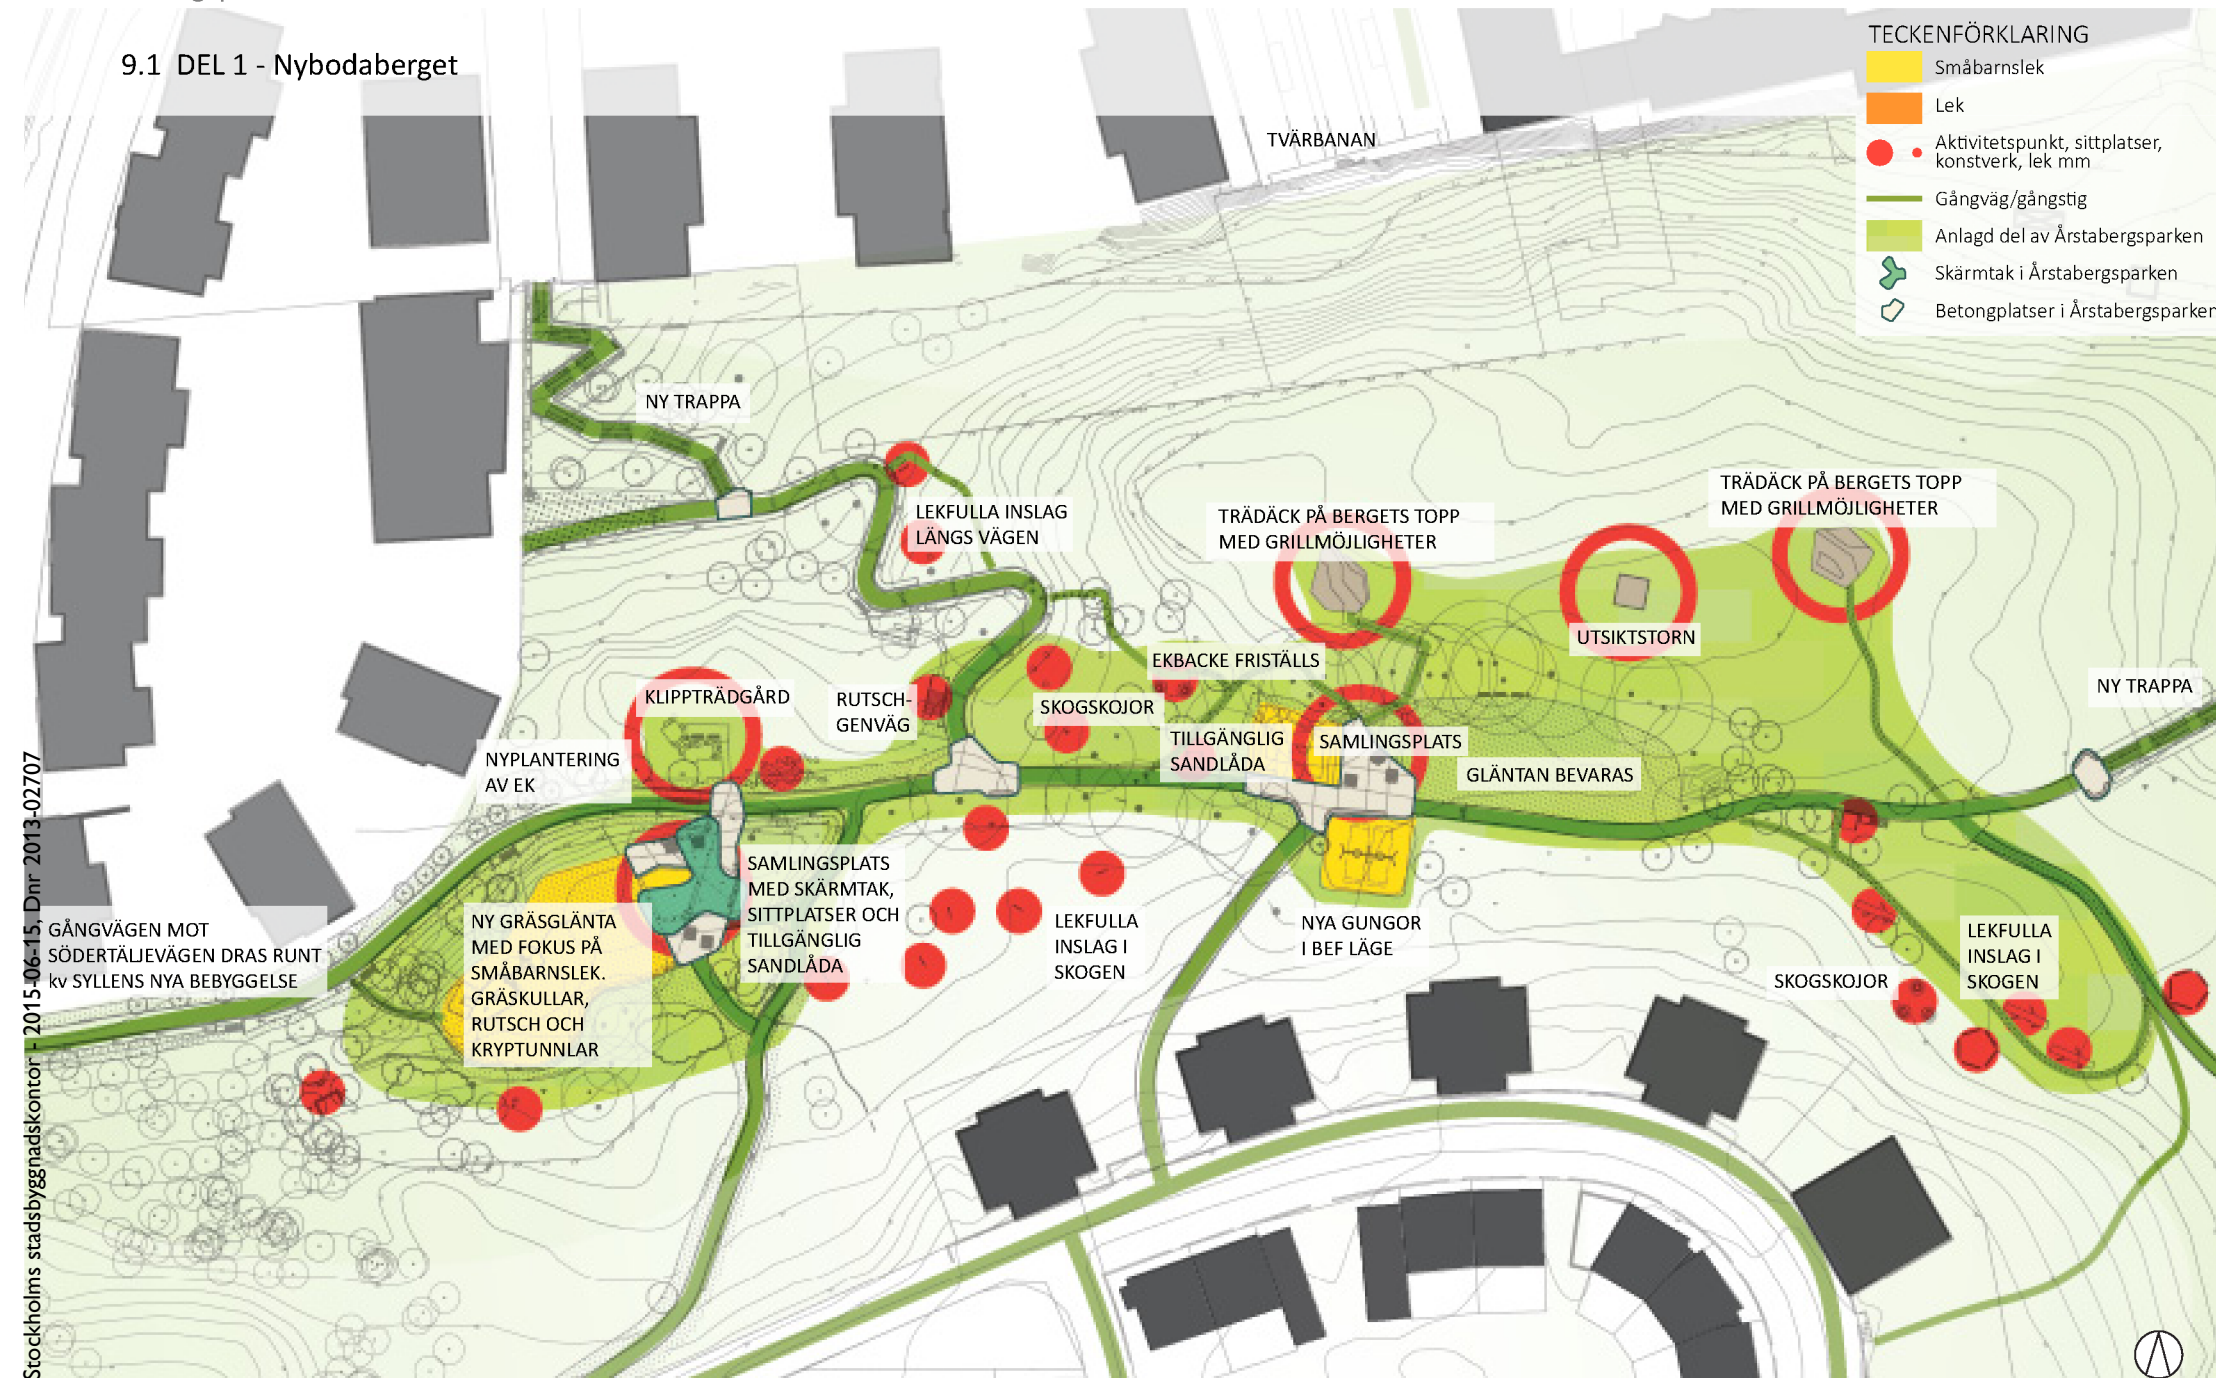 9.1 DEL 1 - Nybodaberget
TECKENFÖRKLARING
Småbarnslek
Lek
Aktivitetspunkt, sittplatser,
konstverk, lek mm
Gångväg/gångstig
Anlagd del av Årstabergsparken
Skärmtak i Årstabergsparken
Betongplatser i Årstabergsparken
TVÄRBANAN
NY TRAPPA
LEKFULLA INSLAG
LÄNGS VÄGEN
TRÄDÄCK PÅ BERGETS TOPP
MED GRILLMÖJLIGHETER
TRÄDÄCK PÅ BERGETS TOPP
MED GRILLMÖJLIGHETER
UTSIKTSTORN
EKBACKE FRISTÄLLS
NY TRAPPA
KLIPPTRÄDGÅRD
RUTSCH-
GENVÄG
SKOGSKOJOR
TILLGÄNGLIG
SANDLÅDA
SAMLINGSPLATS
GLÄNTAN BEVARAS
NYPLANTERING
AV EK
SAMLINGSPLATS
MED SKÄRMTAK,
SITTPLATSER OCH
TILLGÄNGLIG
SANDLÅDA
GÅNGVÄGEN MOT
SÖDERTÄLJEVÄGEN DRAS RUNT
kv SYLLENS NYA BEBYGGELSE
NY GRÄSGLÄNTA
MED FOKUS PÅ
SMÅBARNSLEK.
GRÄSKULLAR,
RUTSCH OCH
KRYPTUNNLAR
LEKFULLA
INSLAG I
SKOGEN
NYA GUNGOR
I BEF LÄGE
SKOGSKOJOR
LEKFULLA
INSLAG I
SKOGEN
Stockholms stadsbyggnadskontor - 2015-06-15, Dnr 2013-02707